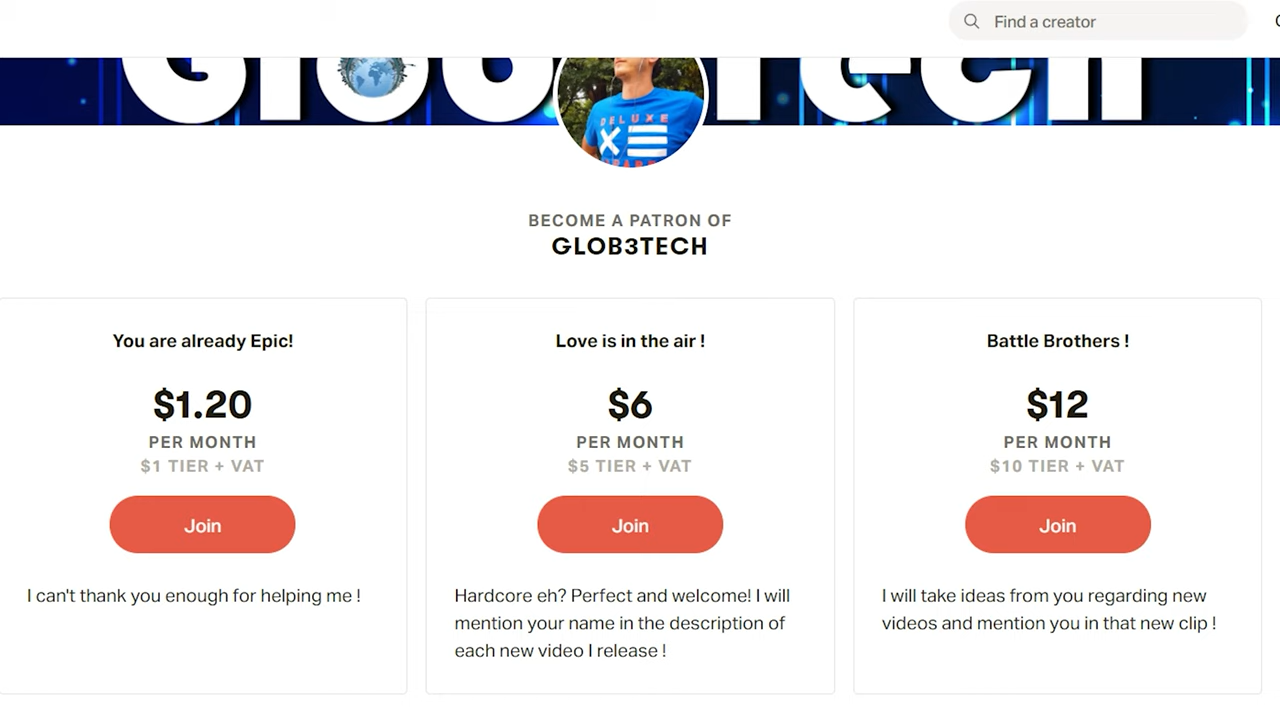 Find a creator
Glob3Tech
DELUXE
BECOME A PATRON OF
GLOB3TECH
You are already Epic!
$1.20
PER MONTH
$1 TIER + VAT
Join
I can't thank you enough for helping me !
Love is in the air !
$6
PER MONTH
$5 TIER + VAT
Join
Hardcore eh? Perfect and welcome! I will
mention your name in the description of
each new video I release !
Battle Brothers !
$12
PER MONTH
$10 TIER + VAT
Join
I will take ideas from you regarding new
videos and mention you in that new clip !